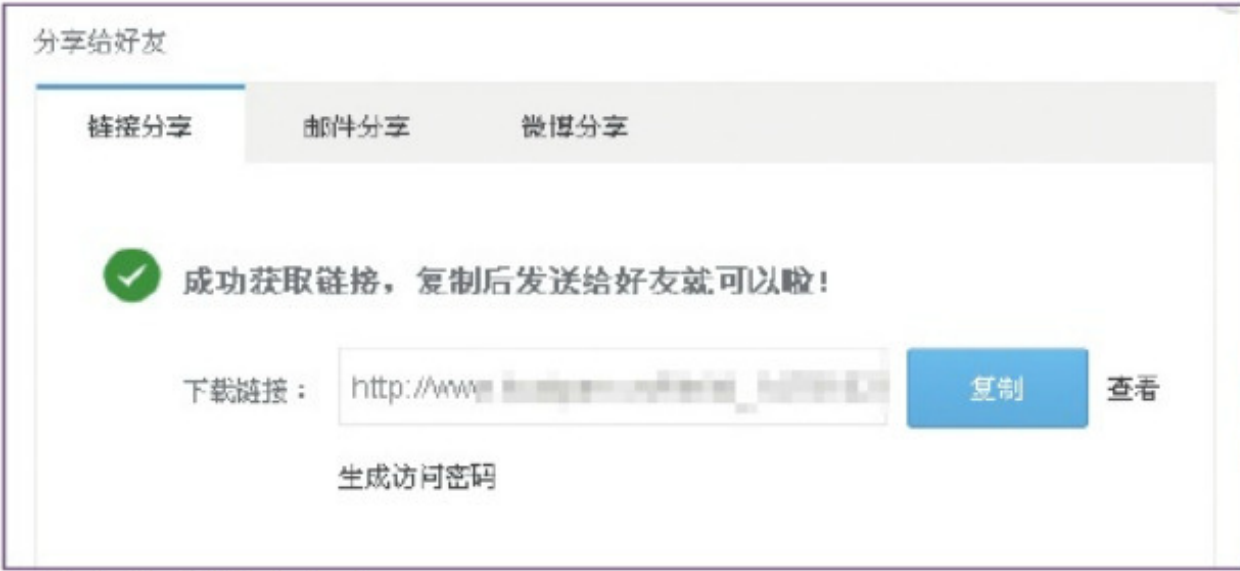 分享给好友
链接分享 邮件分享 微博分享
成功获取链接，复制后发送给好友就可以啦!
下载链接： http://www 复制 查看
生成访问密码